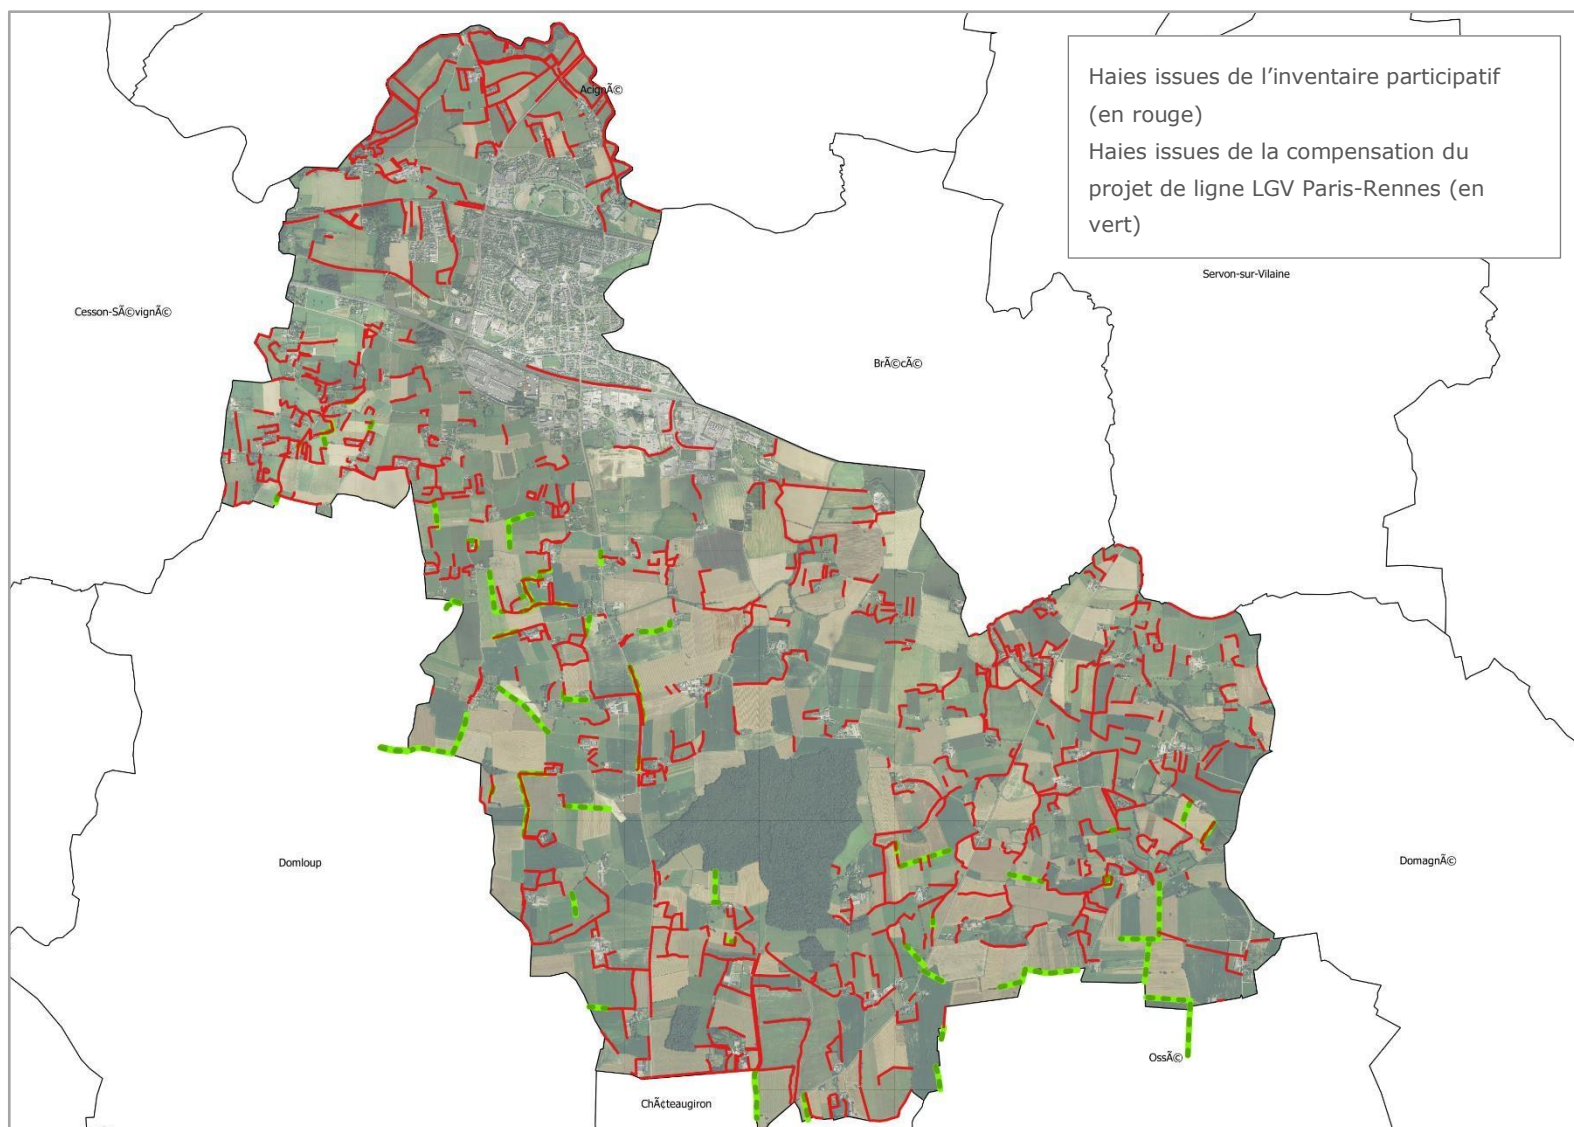 Haies issues de l’inventaire participatif
(en rouge)
Haies issues de la compensation du
projet de ligne LGV Paris-Rennes (en
vert)
AcignÃ©
Servon-sur-Vilaine
Cesson-SÃ©vignÃ©
BrÃ©cÃ©
Domloup
DomagnÃ©
OssÃ©
ChÃ¢teaugiron